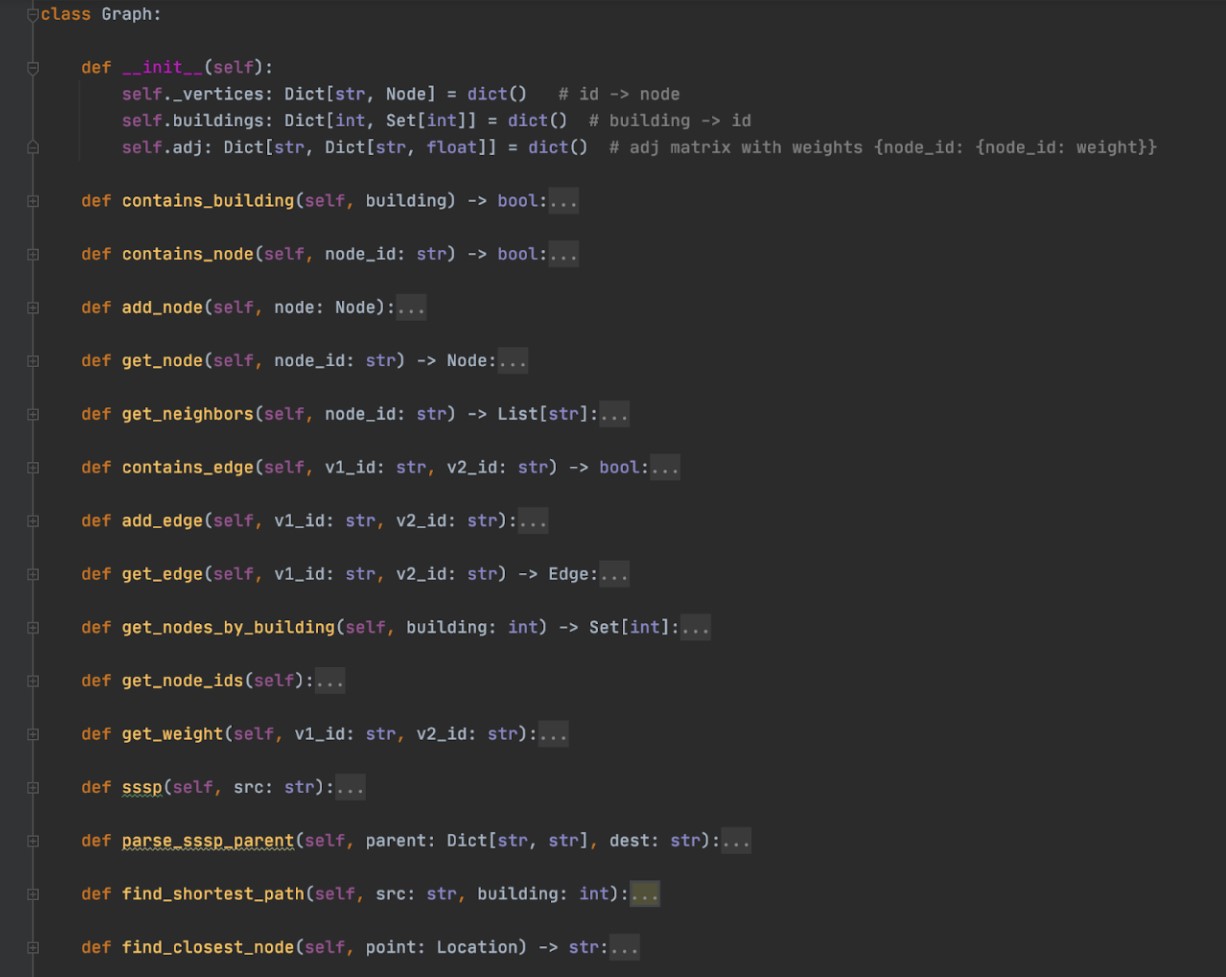 class Graph:
def __init__(self):
self._vertices: Dict[str, Node] = dict()   # id -> node
self.buildings: Dict[int, Set[int]] = dict()  # building -> id
self.adj: Dict[str, Dict[str, float]] = dict()  # adj matrix with weights {node_id: {node_id: weight}}
def contains_building(self, building) -> bool:...
def contains_node(self, node_id: str) -> bool:...
def add_node(self, node: Node):...
def get_node(self, node_id: str) -> Node:...
def get_neighbors(self, node_id: str) -> List[str]:...
def contains_edge(self, v1_id: str, v2_id: str) -> bool:...
def add_edge(self, v1_id: str, v2_id: str):...
def get_edge(self, v1_id: str, v2_id: str) -> Edge:...
def get_nodes_by_building(self, building: int) -> Set[int]:...
def get_node_ids(self):...
def get_weight(self, v1_id: str, v2_id: str):...
def sssp(self, src: str):...
def parse_sssp_parent(self, parent: Dict[str, str], dest: str):...
def find_shortest_path(self, src: str, building: int):...
def find_closest_node(self, point: Location) -> str:...